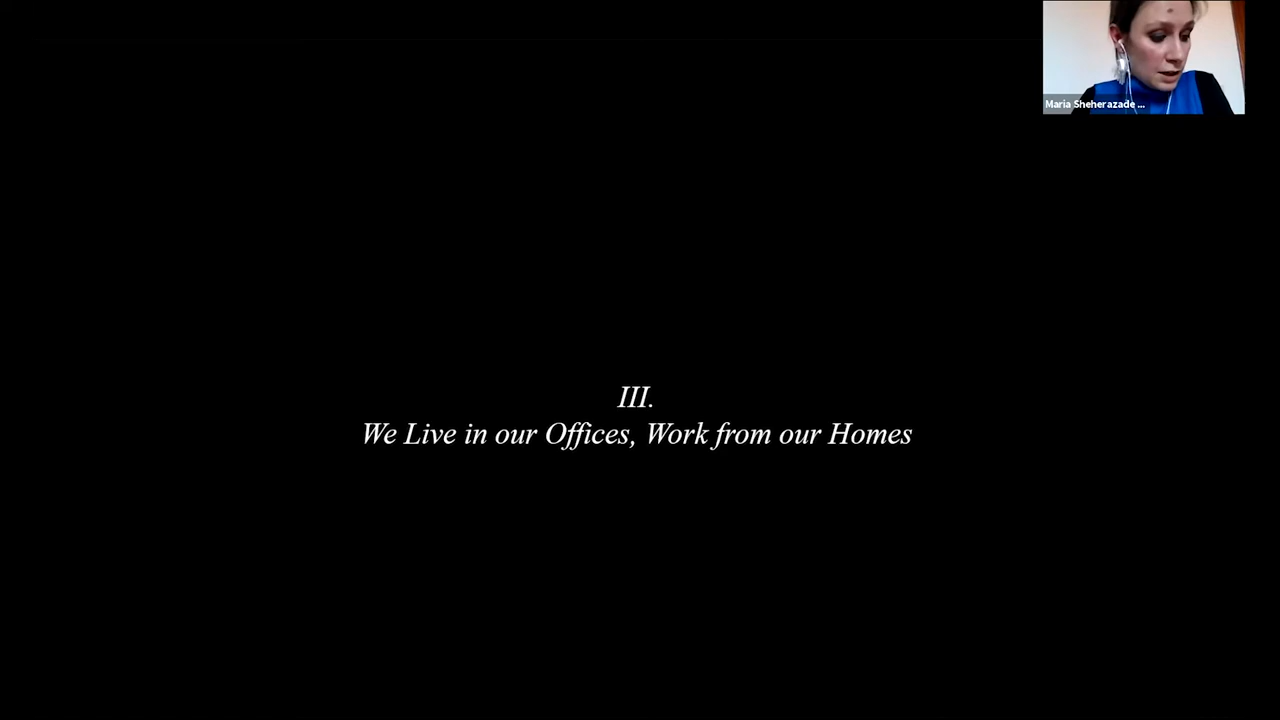 Maria Sheherazade ...
III.
We Live in our Offices, Work from our Homes